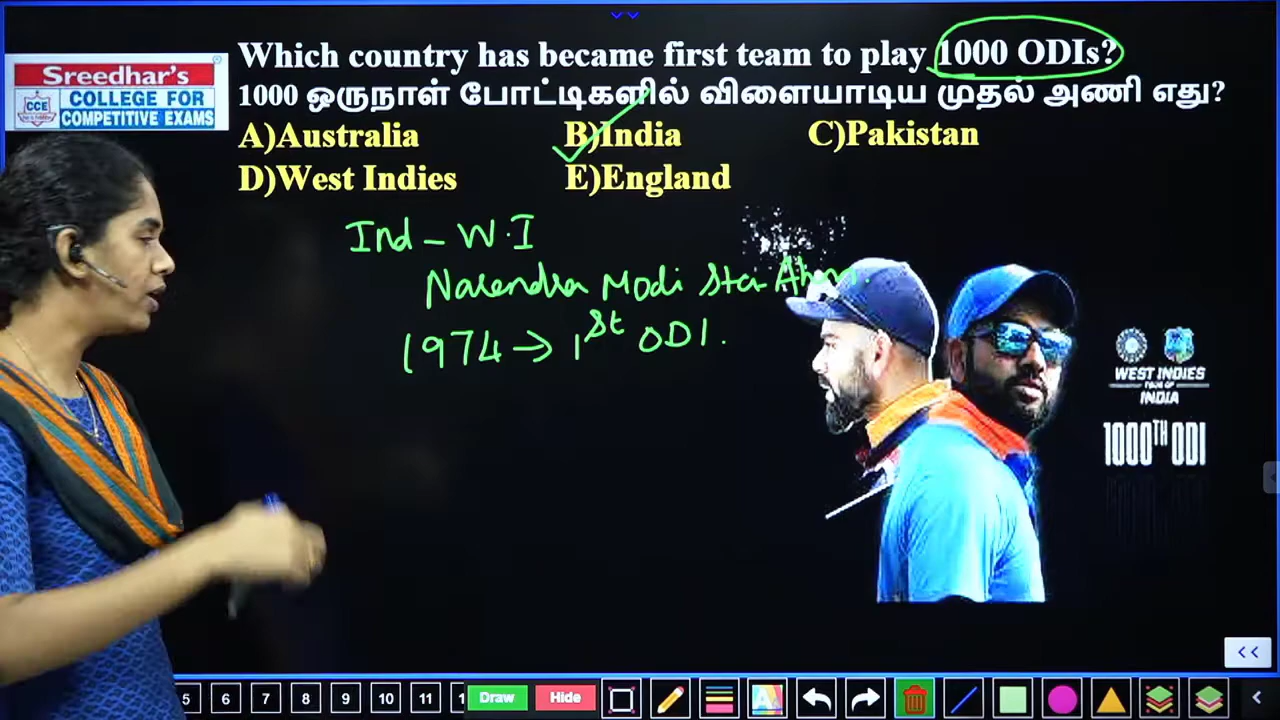 Which country has became first team to play 1000 ODIs?
1000 ஒருநாள் போட்டிகளில் விளையாடிய முதல் அணி எது?
Sreedhar's
CCE
COLLEGE FOR
COMPETITIVE EXAMS
A)Australia B)India C)Pakistan
D)West Indies E)England
Ind - W.I
Narendra Modi
1974 → 1st ODI.
WEST INDIES
INDIA
1000TH ODI
<<
5 6 7 8 9 10 11 Draw Hide